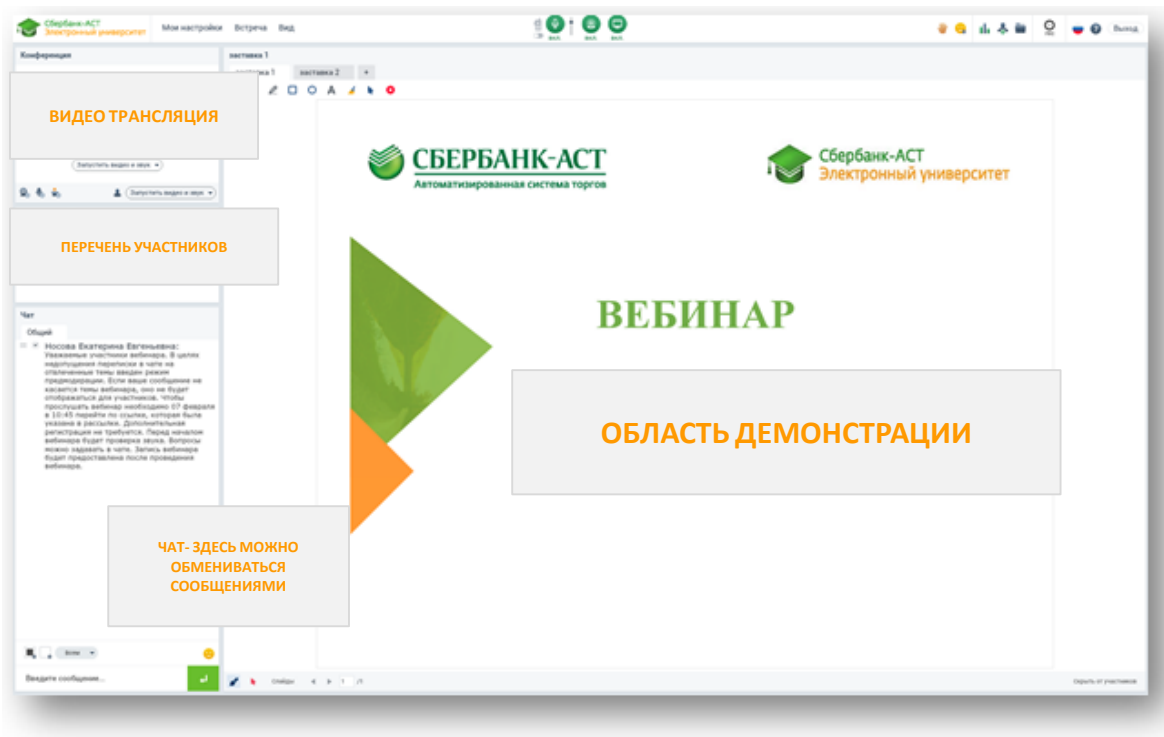 Сбербанк-АСТ
Электронный университет
Мои настройки Встреча Вид
вкл. вкл. вкл.
Выход
Конференция
заставка 1
заставка 2 +
ВИДЕО ТРАНСЛЯЦИЯ
Запустить видео и звук
Запустить видео и звук
ПЕРЕЧЕНЬ УЧАСТНИКОВ
СБЕРБАНК-АСТ
Автоматизированная система торгов
Сбербанк-АСТ
Электронный университет
ВЕБИНАР
ОБЛАСТЬ ДЕМОНСТРАЦИИ
Чат
Общий
Носова Екатерина Евгеньевна:
Уважаемые участники вебинара. В целях
недопущения переписки в чате на
отвлеченные темы введен режим
предмодерации. Если ваше сообщение не
касается темы вебинара, оно не будет
отображаться для участников. Чтобы
прослушать вебинар необходимо 07 февраля
в 10:45 перейти по ссылке, которая была
указана в рассылке. Дополнительная
регистрация не требуется. Перед началом
вебинара будет проверка звука. Вопросы
можно задавать в чате. Запись вебинара
будет предоставлена после проведения
вебинара.
ЧАТ- ЗДЕСЬ МОЖНО
ОБМЕНИВАТЬСЯ
СООБЩЕНИЯМИ
Всем
Введите сообщение...
Слайды 1 /1
Скрыть от участников